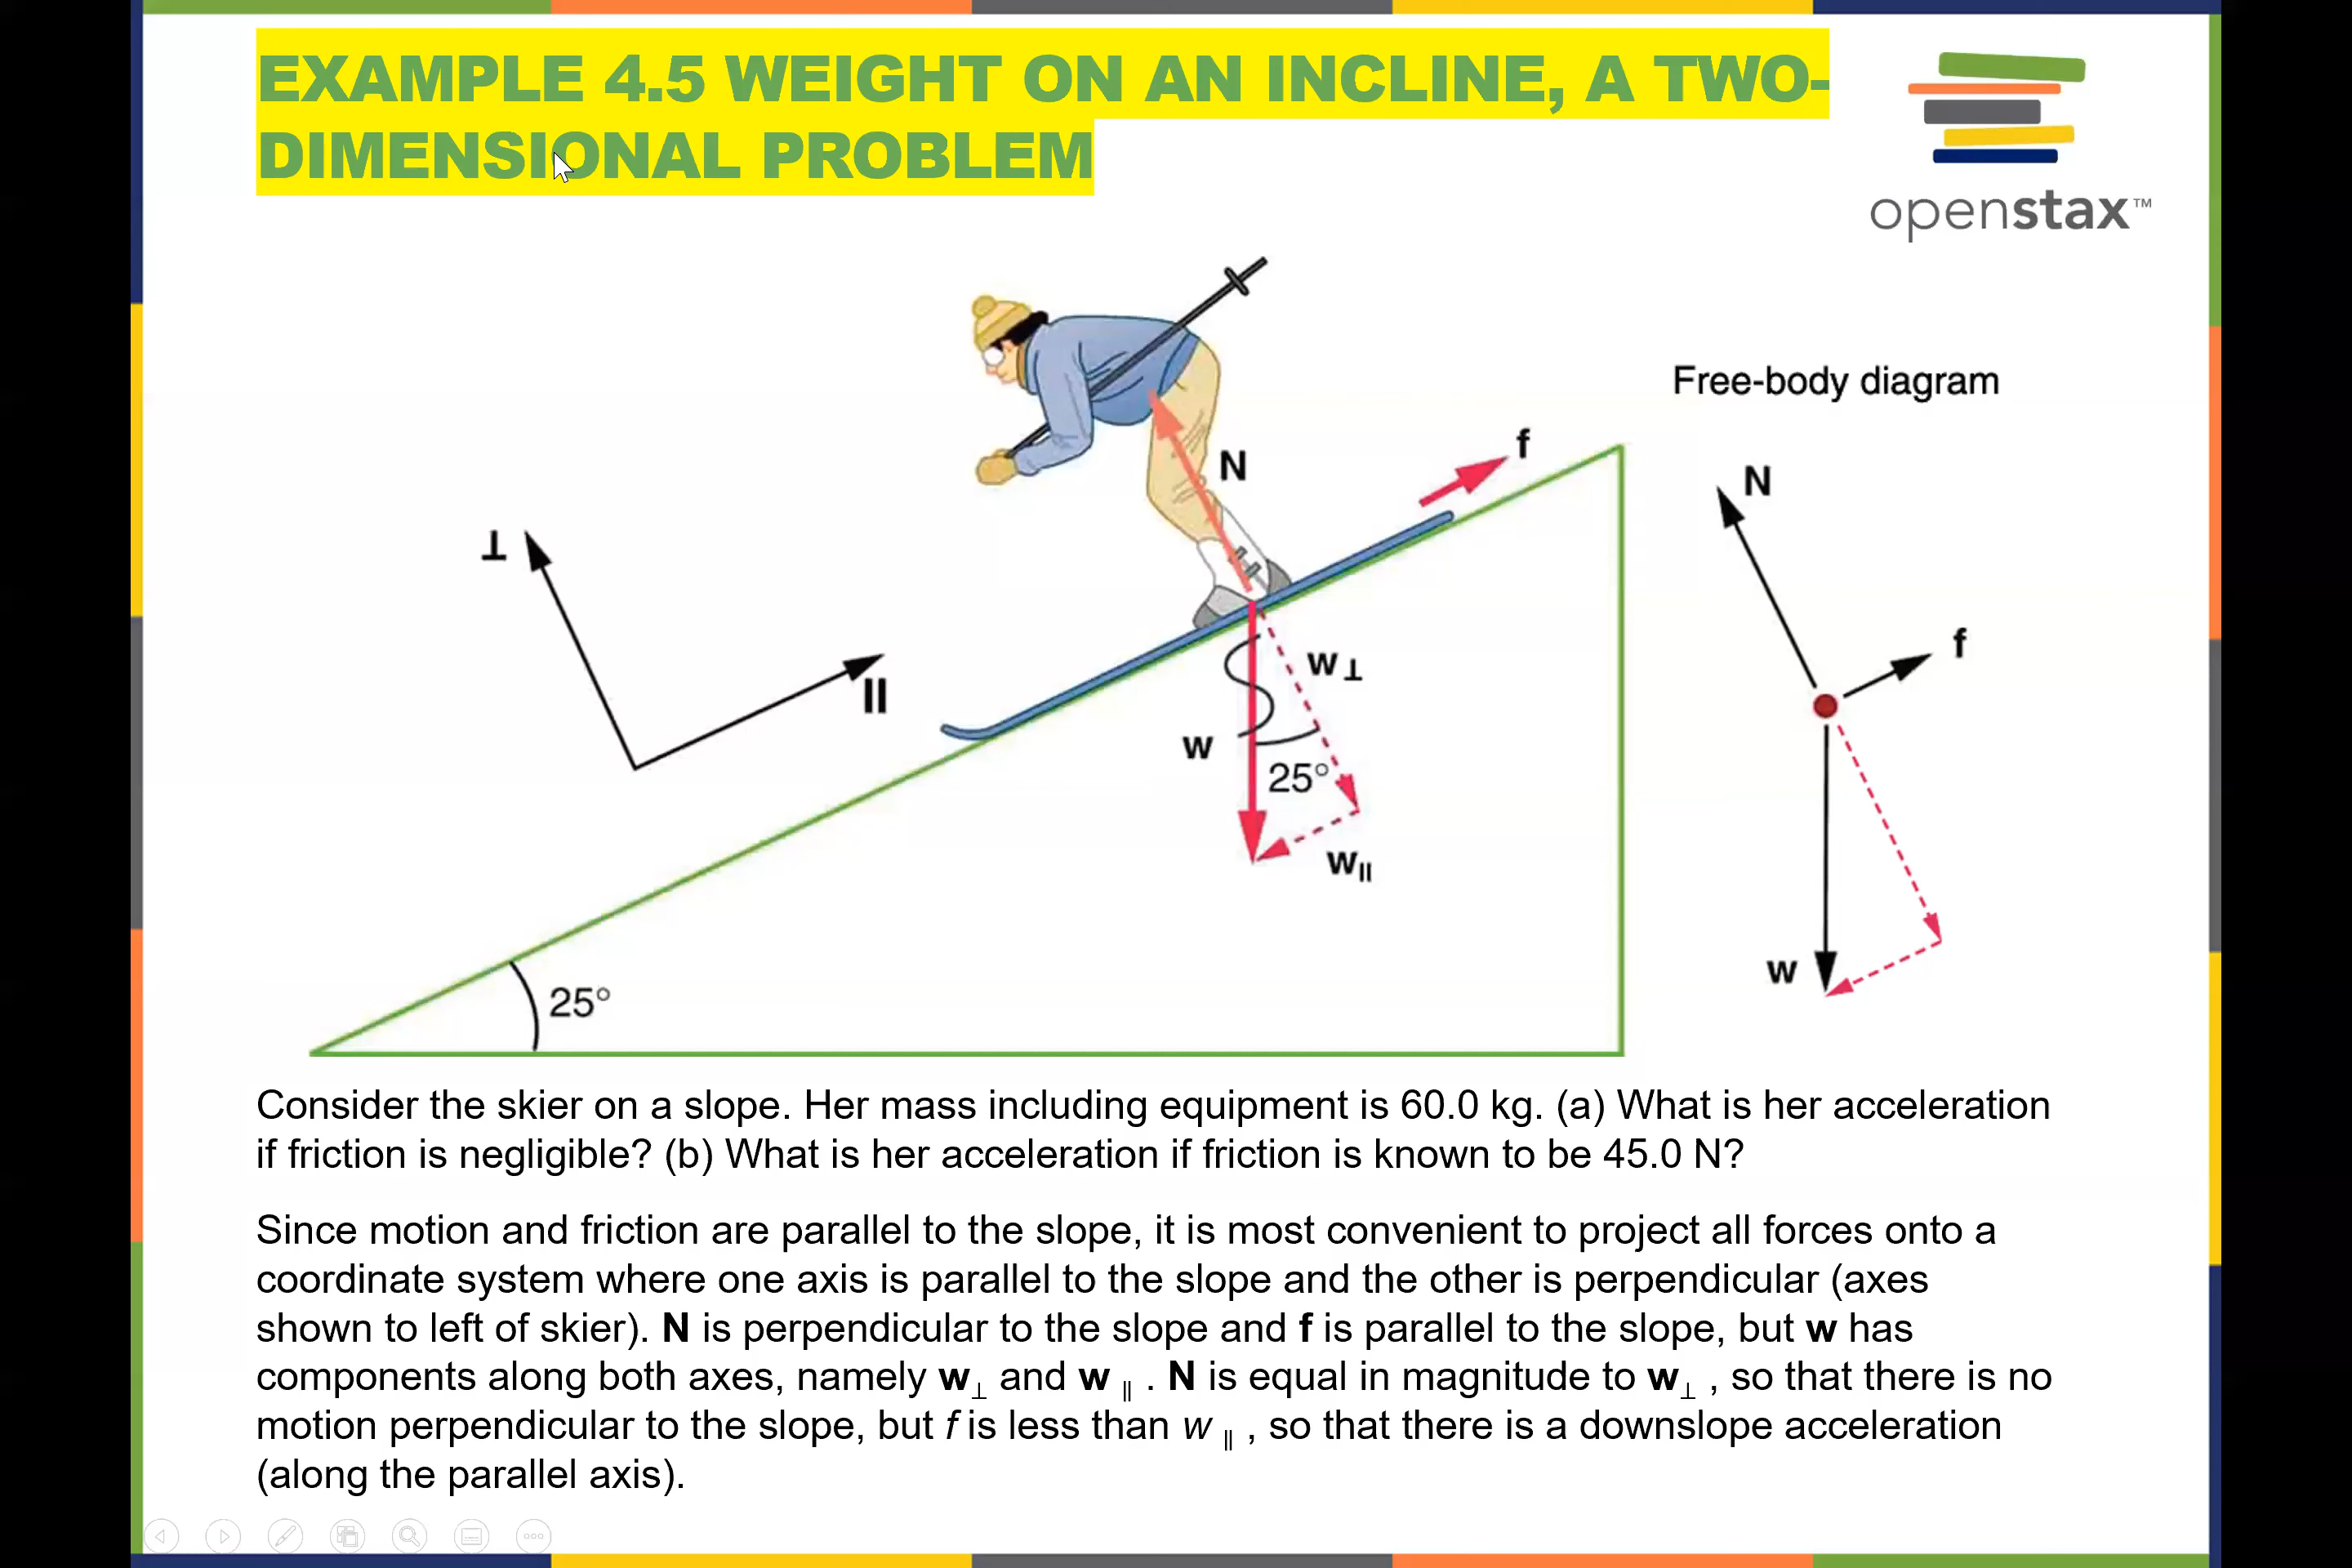 EXAMPLE 4.5 WEIGHT ON AN INCLINE, A TWO-
DIMENSIONAL PROBLEM
openstax™
Free-body diagram
N
f
N
⊥
f
||
w⊥
w
25°
w||
w
25°
Consider the skier on a slope. Her mass including equipment is 60.0 kg. (a) What is her acceleration
if friction is negligible? (b) What is her acceleration if friction is known to be 45.0 N?
Since motion and friction are parallel to the slope, it is most convenient to project all forces onto a
coordinate system where one axis is parallel to the slope and the other is perpendicular (axes
shown to left of skier). N is perpendicular to the slope and f is parallel to the slope, but w has
components along both axes, namely w⊥ and w || . N is equal in magnitude to w⊥ , so that there is no
motion perpendicular to the slope, but f is less than w || , so that there is a downslope acceleration
(along the parallel axis).